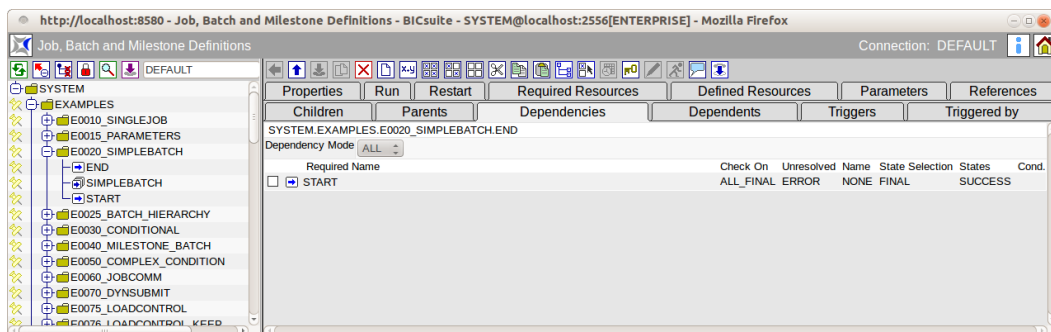 http://localhost:8580 - Job, Batch and Milestone Definitions - BICsuite - SYSTEM@localhost:2556[ENTERPRISE] - Mozilla Firefox
Job, Batch and Milestone Definitions
Connection: DEFAULT
DEFAULT
SYSTEM
EXAMPLES
E0010_SINGLEJOB
E0015_PARAMETERS
E0020_SIMPLEBATCH
END
SIMPLEBATCH
START
E0025_BATCH_HIERARCHY
E0030_CONDITIONAL
E0040_MILESTONE_BATCH
E0050_COMPLEX_CONDITION
E0060_JOBCOMM
E0070_DYNSUBMIT
E0075_LOADCONTROL
E0076_LOADCONTROL_KEEP
Properties Run Restart Required Resources Defined Resources Parameters References
Children Parents Dependencies Dependents Triggers Triggered by
SYSTEM.EXAMPLES.E0020_SIMPLEBATCH.END
Dependency Mode ALL
Required Name Check On Unresolved Name State Selection States Cond.
START ALL_FINAL ERROR NONE FINAL SUCCESS